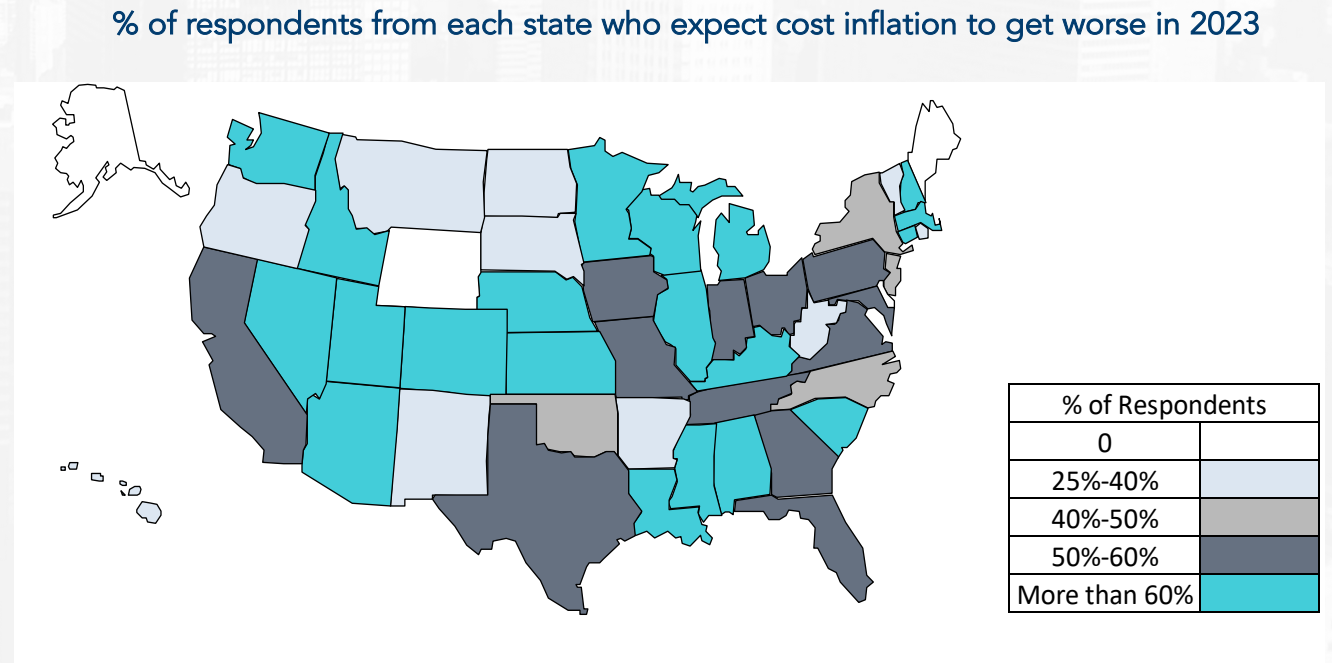 % of respondents from each state who expect cost inflation to get worse in 2023
% of Respondents
0
25%-40%
40%-50%
50%-60%
More than 60%